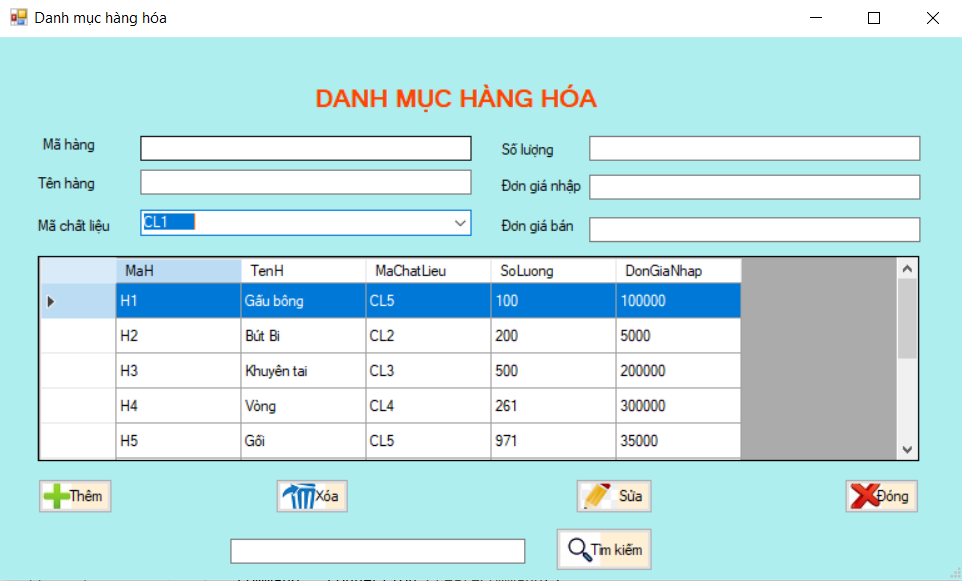 Danh mục hàng hóa
DANH MỤC HÀNG HÓA
Mã hàng
Số lượng
Tên hàng
Đơn giá nhập
Mã chất liệu
CL1
Đơn giá bán
MaH TenH MaChatLieu SoLuong DonGiaNhap
H1 Gấu bông CL5 100 100000
H2 Bút Bi CL2 200 5000
H3 Khuyên tai CL3 500 200000
H4 Vòng CL4 261 300000
H5 Gối CL5 971 35000
Thêm Xóa Sửa Đóng
Tìm kiếm